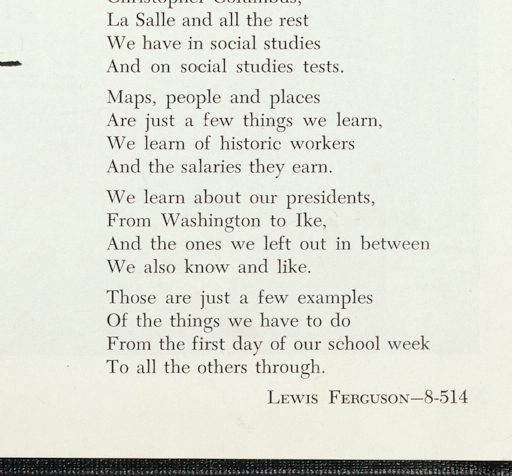 Christopher Columbus,
La Salle and all the rest
We have in social studies
And on social studies tests.
Maps, people and places
Are just a few things we learn,
We learn of historic workers
And the salaries they earn.
We learn about our presidents,
From Washington to Ike,
And the ones we left out in between
We also know and like.
Those are just a few examples
Of the things we have to do
From the first day of our school week
To all the others through.
Lewis Ferguson—8-514